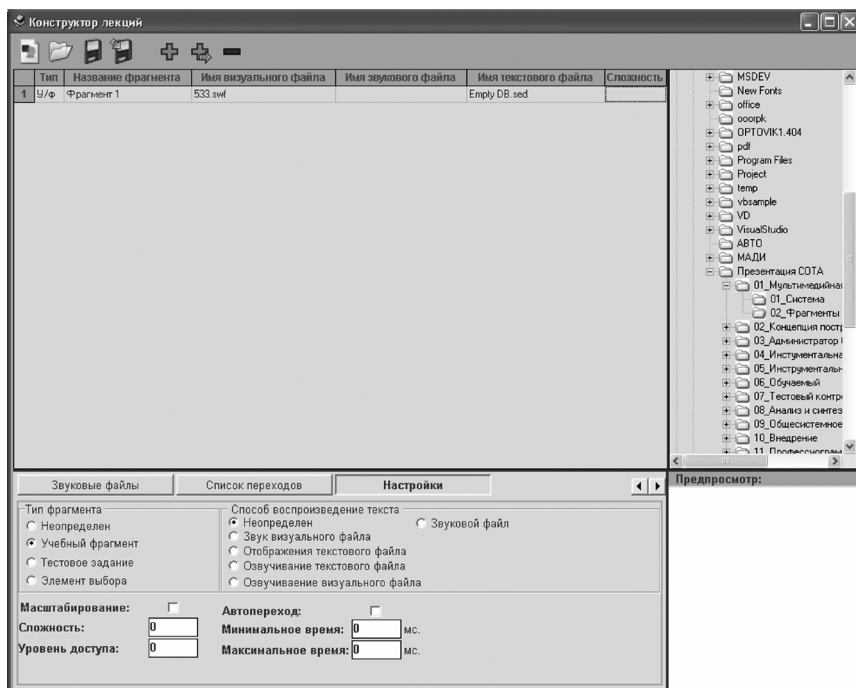 Конструктор лекций
Тип Название фрагмента Имя визуального файла Имя звукового файла Имя текстового файла Сложность
1 У/ф Фрагмент 1 533.swf Empty DB.sed
MSDEV
New Fonts
office
ooorpk
OPTOVIK1.404
pdf
Program Files
Project
temp
vbsample
VD
VisualStudio
АВТО
МАДИ
Презентация СОТА
01_Мультимедийная
01_Система
02_Фрагменты
02_Концепция постр
03_Администратор
04_Инстументальна
05_Инструментальн
06_Обучаемый
07_Тестовый контр
08_Анализ и синтез
09_Общесистемное
10_Внедрение
11_Профессиограм
Звуковые файлы Список переходов Настройки
Предпросмотр:
Тип фрагмента
Неопределен
Учебный фрагмент
Тестовое задание
Элемент выбора
Способ воспроизведение текста
Неопределен Звуковой файл
Звук визуального файла
Отображения текстового файла
Озвучивание текстового файла
Озвучиваение визуального файла
Масштабирование:
Сложность: 0
Уровень доступа: 0
Автопереход:
Минимальное время: 0 мс.
Максимальное время: 0 мс.